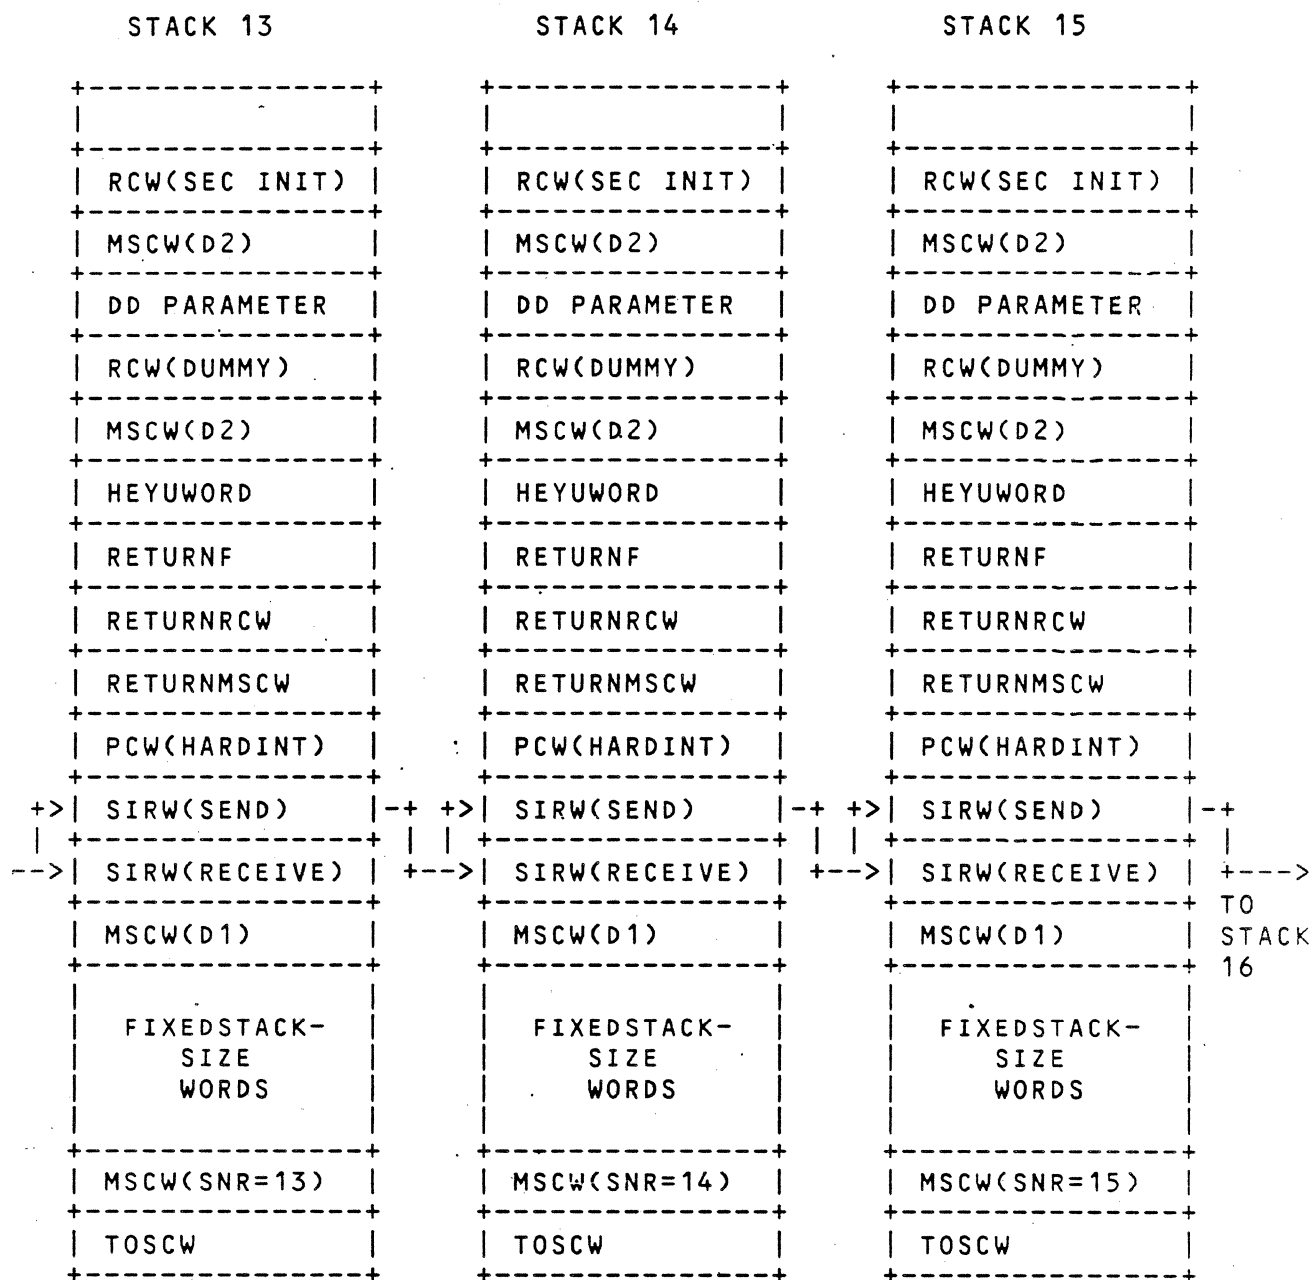 STACK 13 STACK 14 STACK 15
RCW(SEC INIT) RCW(SEC INIT) RCW(SEC INIT)
MSCW(D2) MSCW(D2) MSCW(D2)
DD PARAMETER DD PARAMETER DD PARAMETER
RCW(DUMMY) RCW(DUMMY) RCW(DUMMY)
MSCW(D2) MSCW(D2) MSCW(D2)
HEYUWORD HEYUWORD HEYUWORD
RETURNF RETURNF RETURNF
RETURNRCW RETURNRCW RETURNRCW
RETURNMSCW RETURNMSCW RETURNMSCW
PCW(HARDINT) PCW(HARDINT) PCW(HARDINT)
SIRW(SEND) SIRW(SEND) SIRW(SEND)
SIRW(RECEIVE) SIRW(RECEIVE) SIRW(RECEIVE)
MSCW(D1) MSCW(D1) MSCW(D1)
TO
STACK
16
FIXEDSTACK- FIXEDSTACK- FIXEDSTACK-
SIZE SIZE SIZE
WORDS WORDS WORDS
MSCW(SNR=13) MSCW(SNR=14) MSCW(SNR=15)
TOSCW TOSCW TOSCW